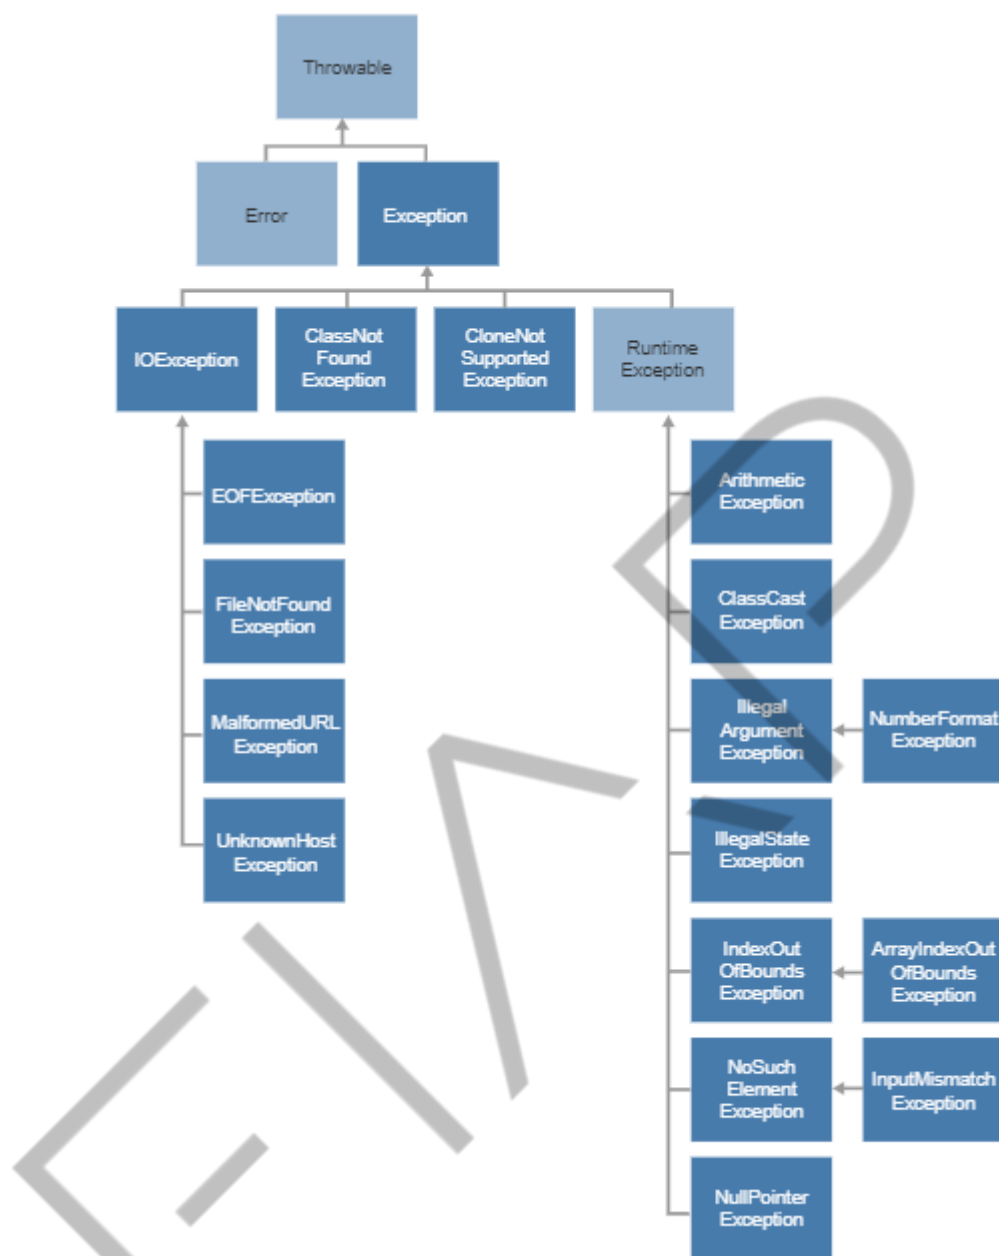 Throwable
Error
Exception
IOException
ClassNot
Found
Exception
CloneNot
Supported
Exception
Runtime
Exception
EOFException
FileNotFound
Exception
MalformedURL
Exception
UnknownHost
Exception
Arithmetic
Exception
ClassCast
Exception
Illegal
Argument
Exception
NumberFormat
Exception
IllegalState
Exception
IndexOut
OfBounds
Exception
ArrayIndexOut
OfBounds
Exception
NoSuch
Element
Exception
InputMismatch
Exception
NullPointer
Exception